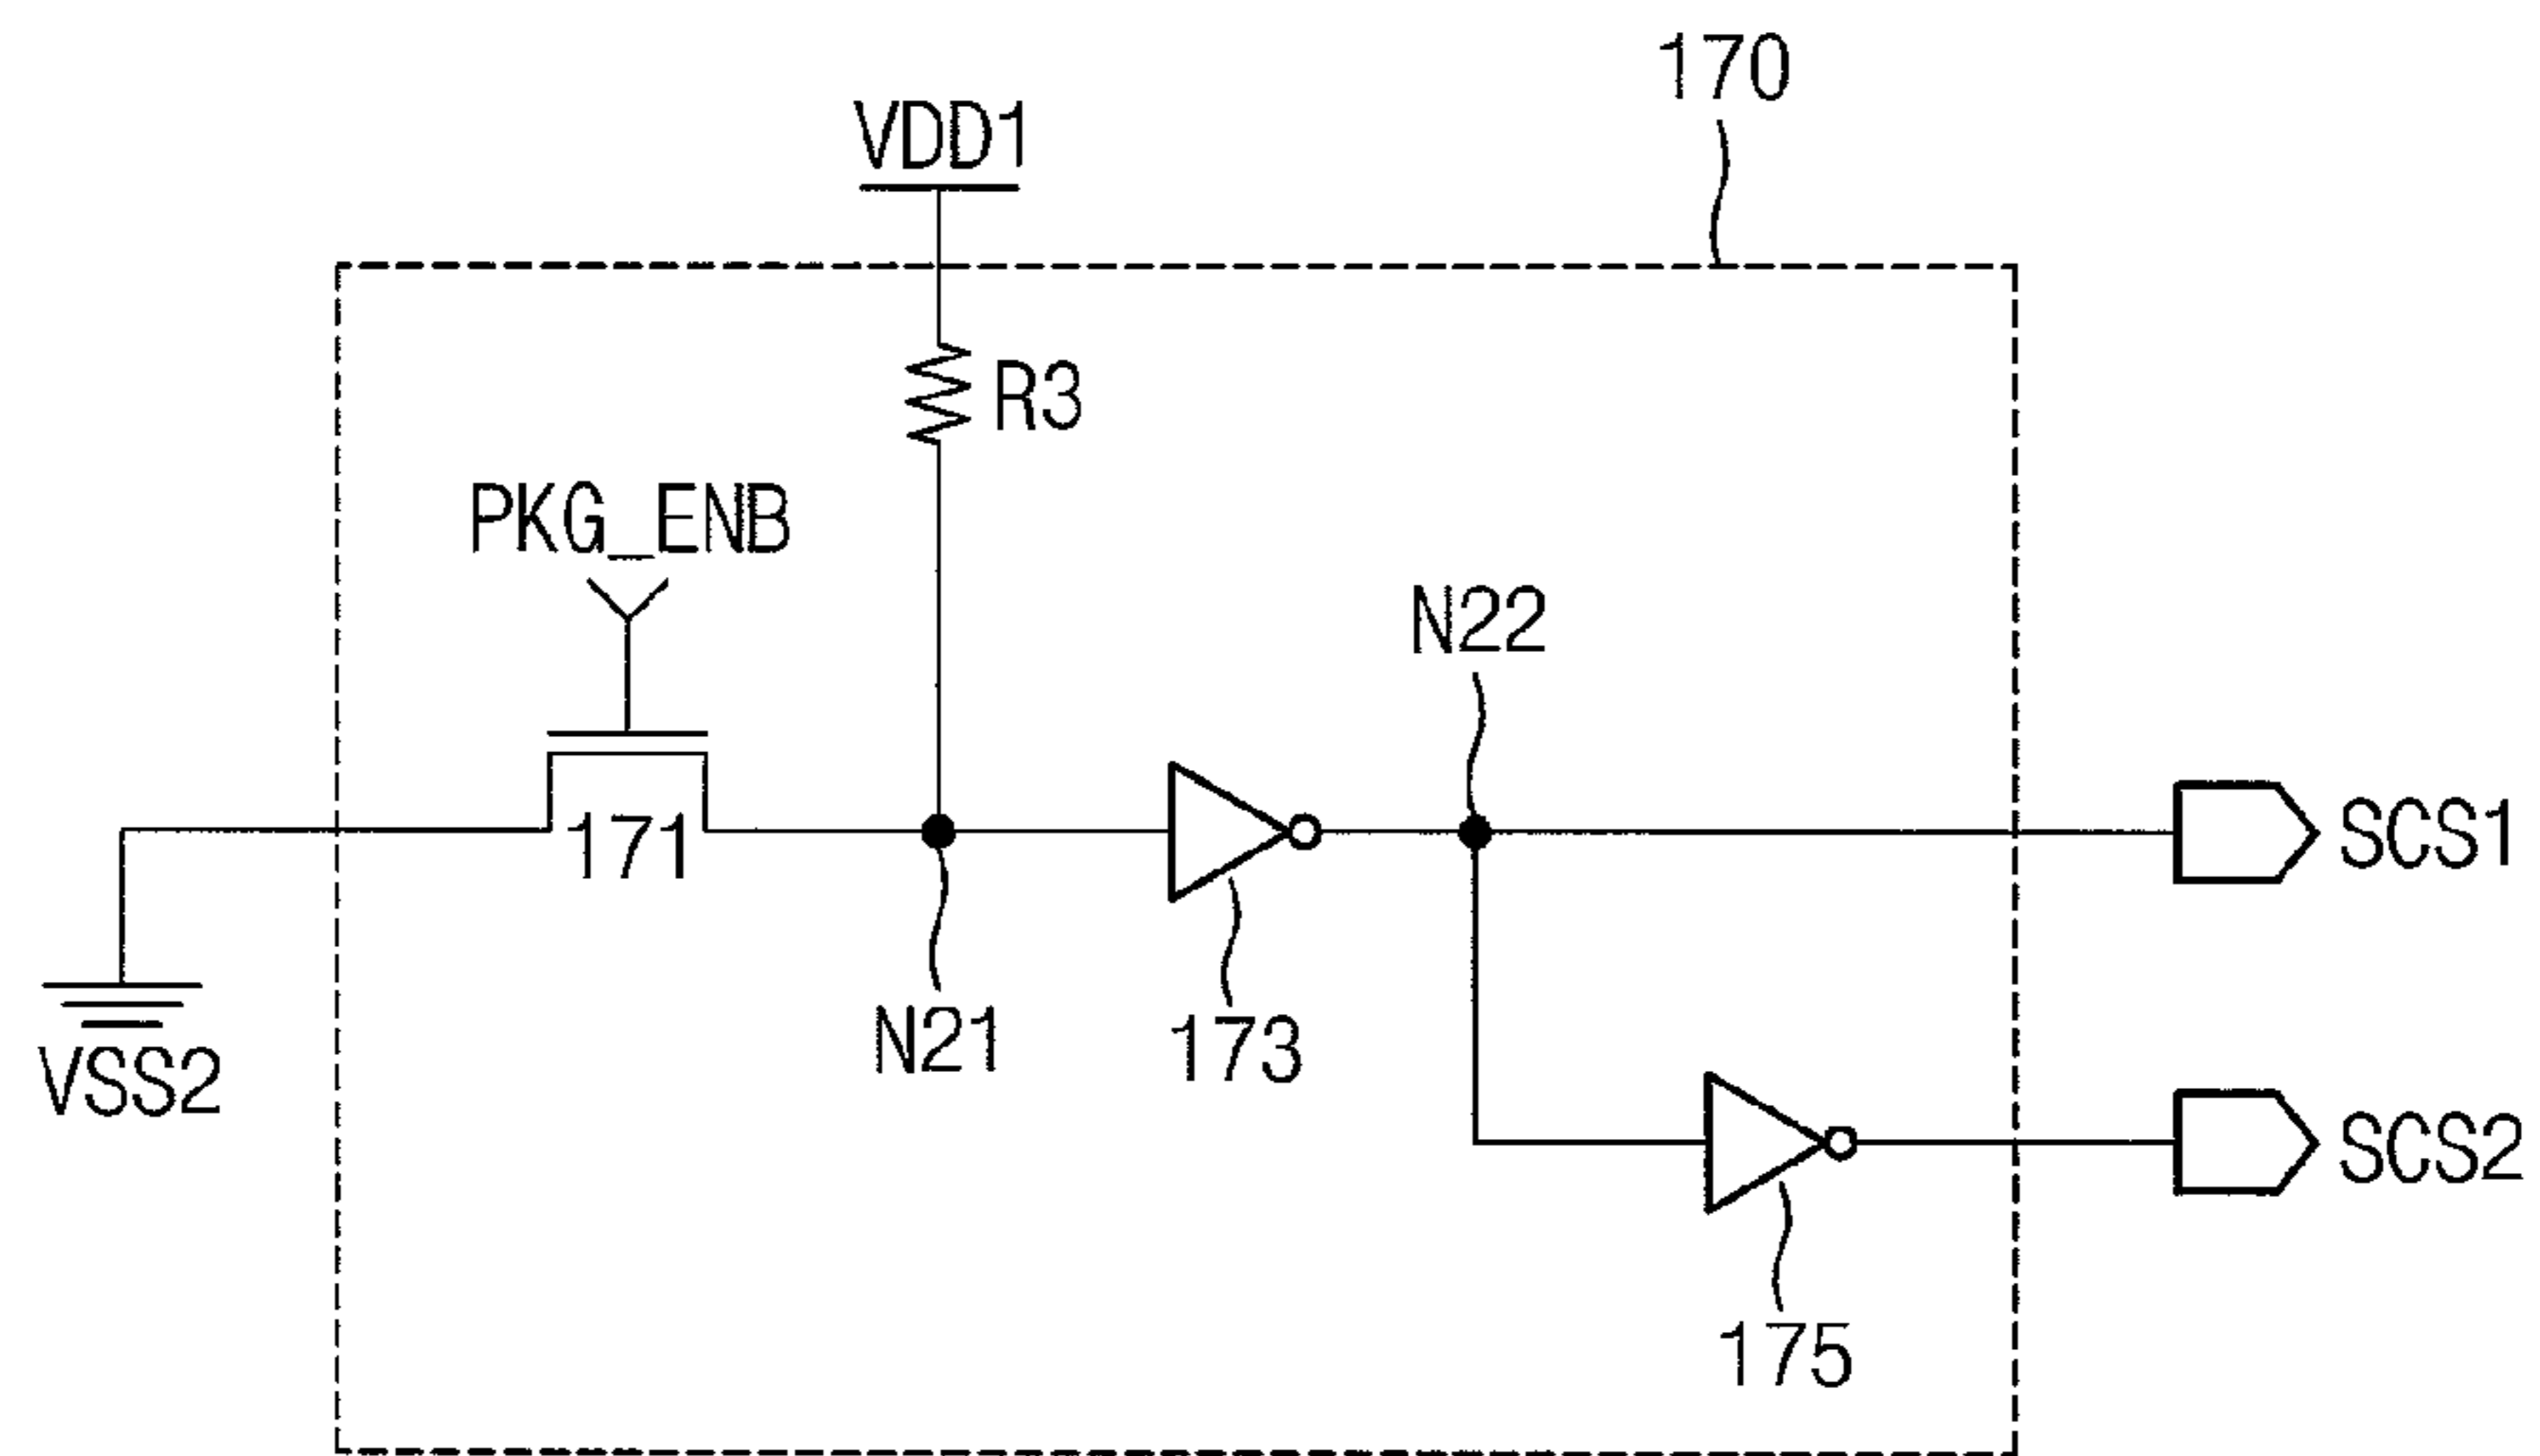 170
VDD1
R3
PKG_ENB
N22
171
SCS1
N21
173
VSS2
SCS2
175